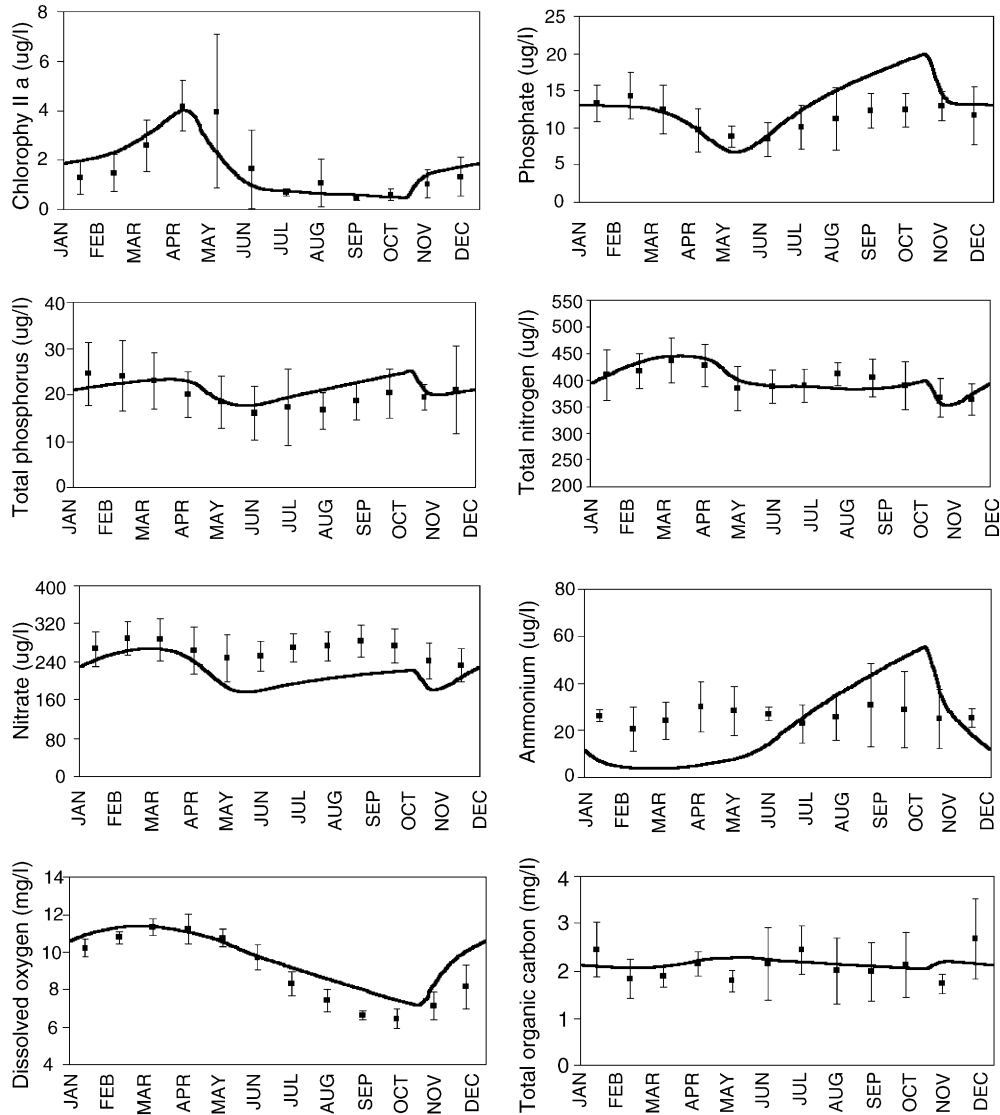 Chlorophy II a (ug/l)
8
6
4
2
0
JAN FEB MAR APR MAY JUN JUL AUG SEP OCT NOV DEC
Phosphate (ug/l)
25
20
15
10
5
0
JAN FEB MAR APR MAY JUN JUL AUG SEP OCT NOV DEC
Total phosphorus (ug/l)
40
30
20
10
0
JAN FEB MAR APR MAY JUN JUL AUG SEP OCT NOV DEC
Total nitrogen (ug/l)
550
500
450
400
350
300
250
200
JAN FEB MAR APR MAY JUN JUL AUG SEP OCT NOV DEC
Nitrate (ug/l)
400
320
240
160
80
0
JAN FEB MAR APR MAY JUN JUL AUG SEP OCT NOV DEC
Ammonium (ug/l)
80
60
40
20
0
JAN FEB MAR APR MAY JUN JUL AUG SEP OCT NOV DEC
Dissolved oxygen (mg/l)
14
12
10
8
6
4
JAN FEB MAR APR MAY JUN JUL AUG SEP OCT NOV DEC
Total organic carbon (mg/l)
4
3
2
1
0
JAN FEB MAR APR MAY JUN JUL AUG SEP OCT NOV DEC